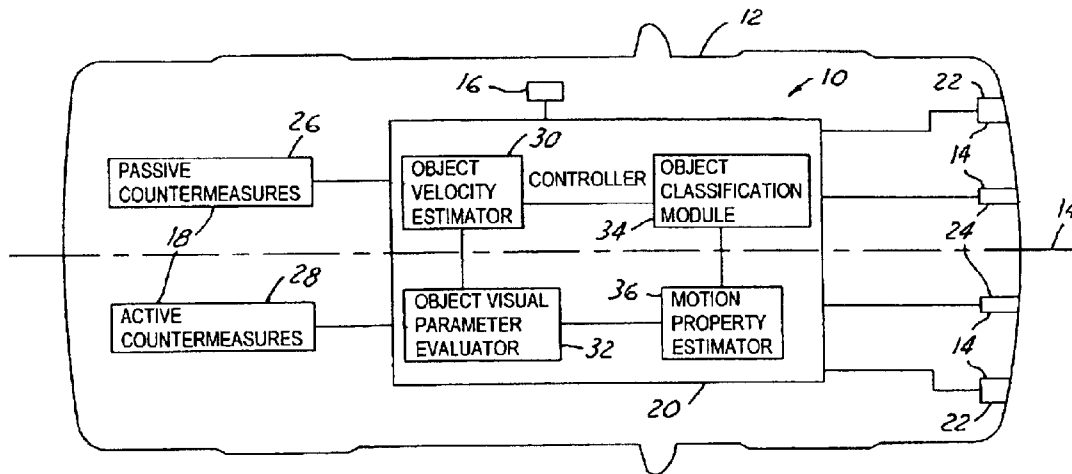 12
16
10
22
14
26
PASSIVE
COUNTERMEASURES
18
30
OBJECT
VELOCITY
ESTIMATOR
CONTROLLER
OBJECT
CLASSIFICATION
MODULE
34
14
24
14
28
ACTIVE
COUNTERMEASURES
OBJECT VISUAL
PARAMETER
EVALUATOR
32
36
MOTION
PROPERTY
ESTIMATOR
14
20
22